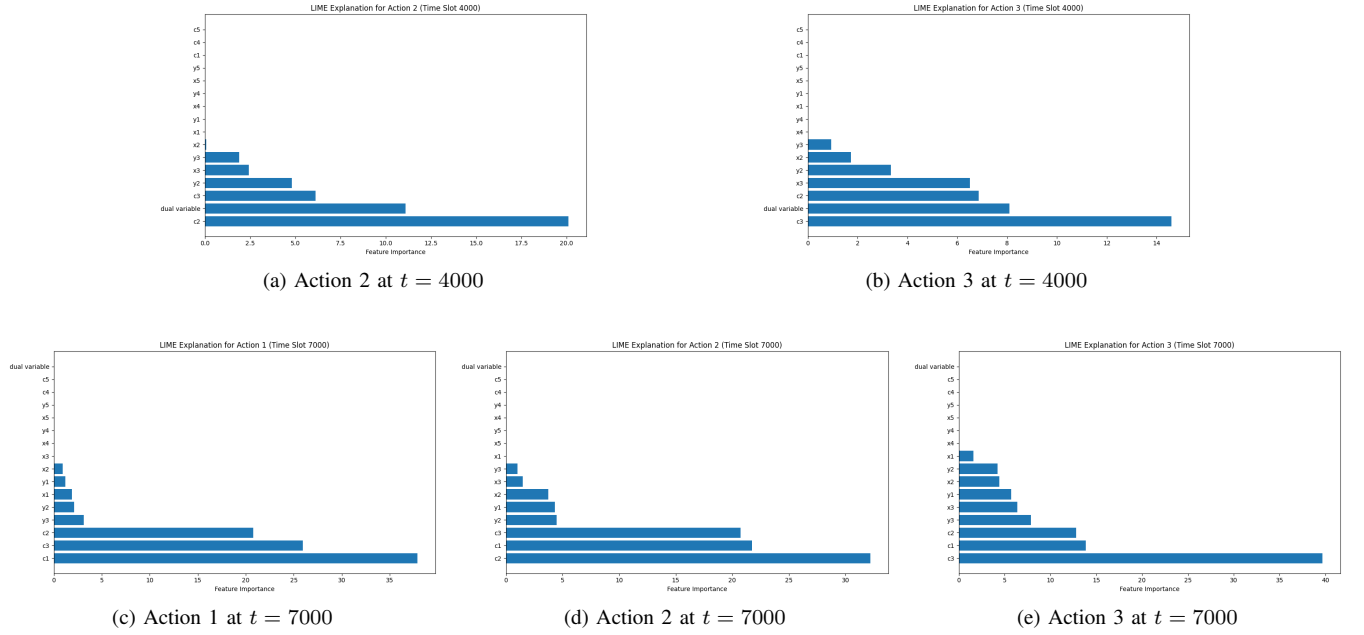 LIME Explanation for Action 2 (Time Slot 4000)
c5
c4
c1
y5
x5
y4
x4
y1
x1
x2
y3
x3
y2
c3
dual variable
c2
0.0 2.5 5.0 7.5 10.0 12.5 15.0 17.5 20.0
Feature Importance
(a) Action 2 at t = 4000
LIME Explanation for Action 3 (Time Slot 4000)
c5
c4
c1
y5
x5
y1
x1
y4
x4
y3
x2
y2
x3
c2
dual variable
c3
0 2 4 6 8 10 12 14
Feature Importance
(b) Action 3 at t = 4000
LIME Explanation for Action 1 (Time Slot 7000)
dual variable
c5
c4
y5
x5
y4
x4
x3
x2
y1
x1
y2
y3
c2
c3
c1
0 5 10 15 20 25 30 35
Feature Importance
(c) Action 1 at t = 7000
LIME Explanation for Action 2 (Time Slot 7000)
dual variable
c5
c4
y4
x4
y5
x5
x1
y3
x3
x2
y1
y2
c3
c1
c2
0 5 10 15 20 25 30
Feature Importance
(d) Action 2 at t = 7000
LIME Explanation for Action 3 (Time Slot 7000)
dual variable
c5
c4
y5
x5
y4
x4
x1
y2
x2
y1
x3
y3
c2
c1
c3
0 5 10 15 20 25 30 35 40
Feature Importance
(e) Action 3 at t = 7000